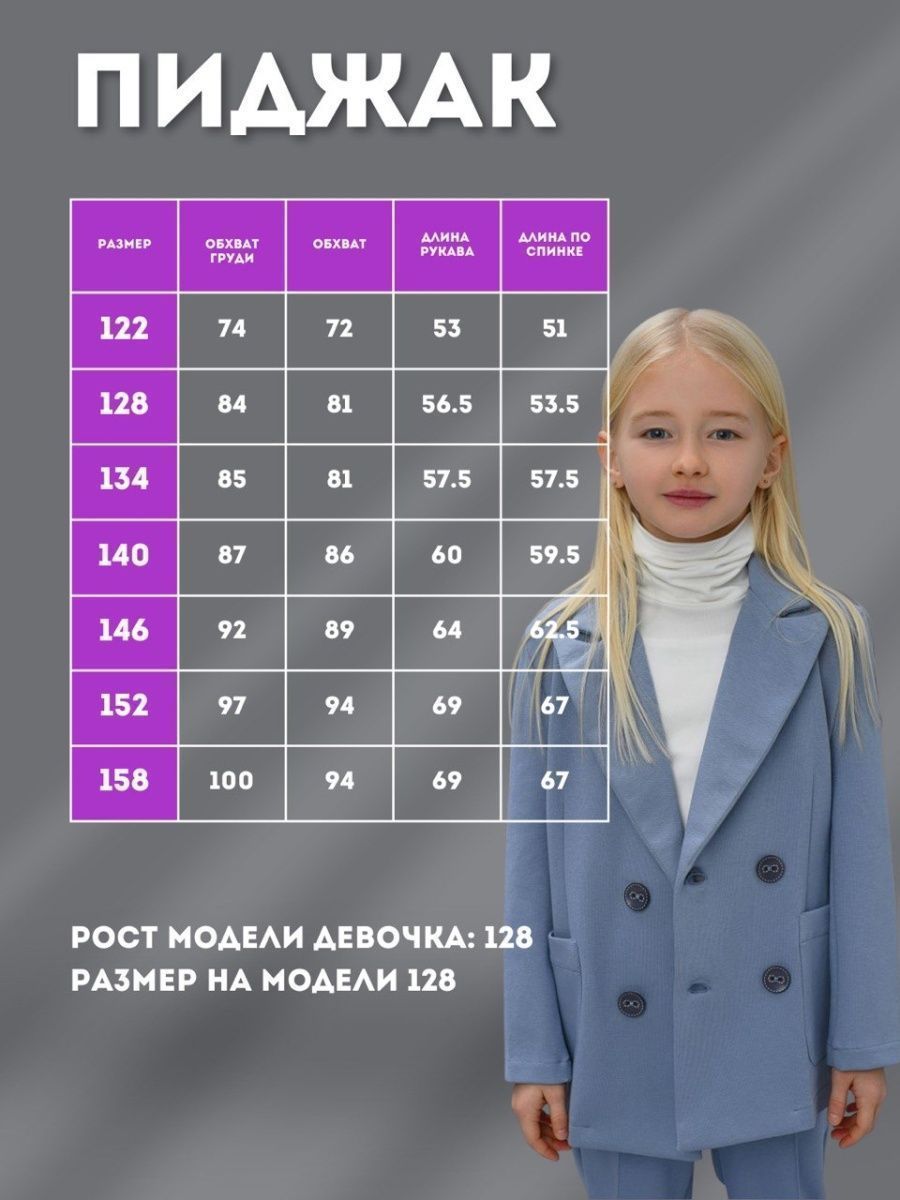 ПИДЖАК
РАЗМЕР ОБХВАТ ГРУДИ ОБХВАТ ДЛИНА РУКАВА ДЛИНА ПО СПИНКЕ
122 74 72 53 51
128 84 81 56.5 53.5
134 85 81 57.5 57.5
140 87 86 60 59.5
146 92 89 64 62.5
152 97 94 69 67
158 100 94 69 67
РОСТ МОДЕЛИ ДЕВОЧКА: 128
РАЗМЕР НА МОДЕЛИ 128